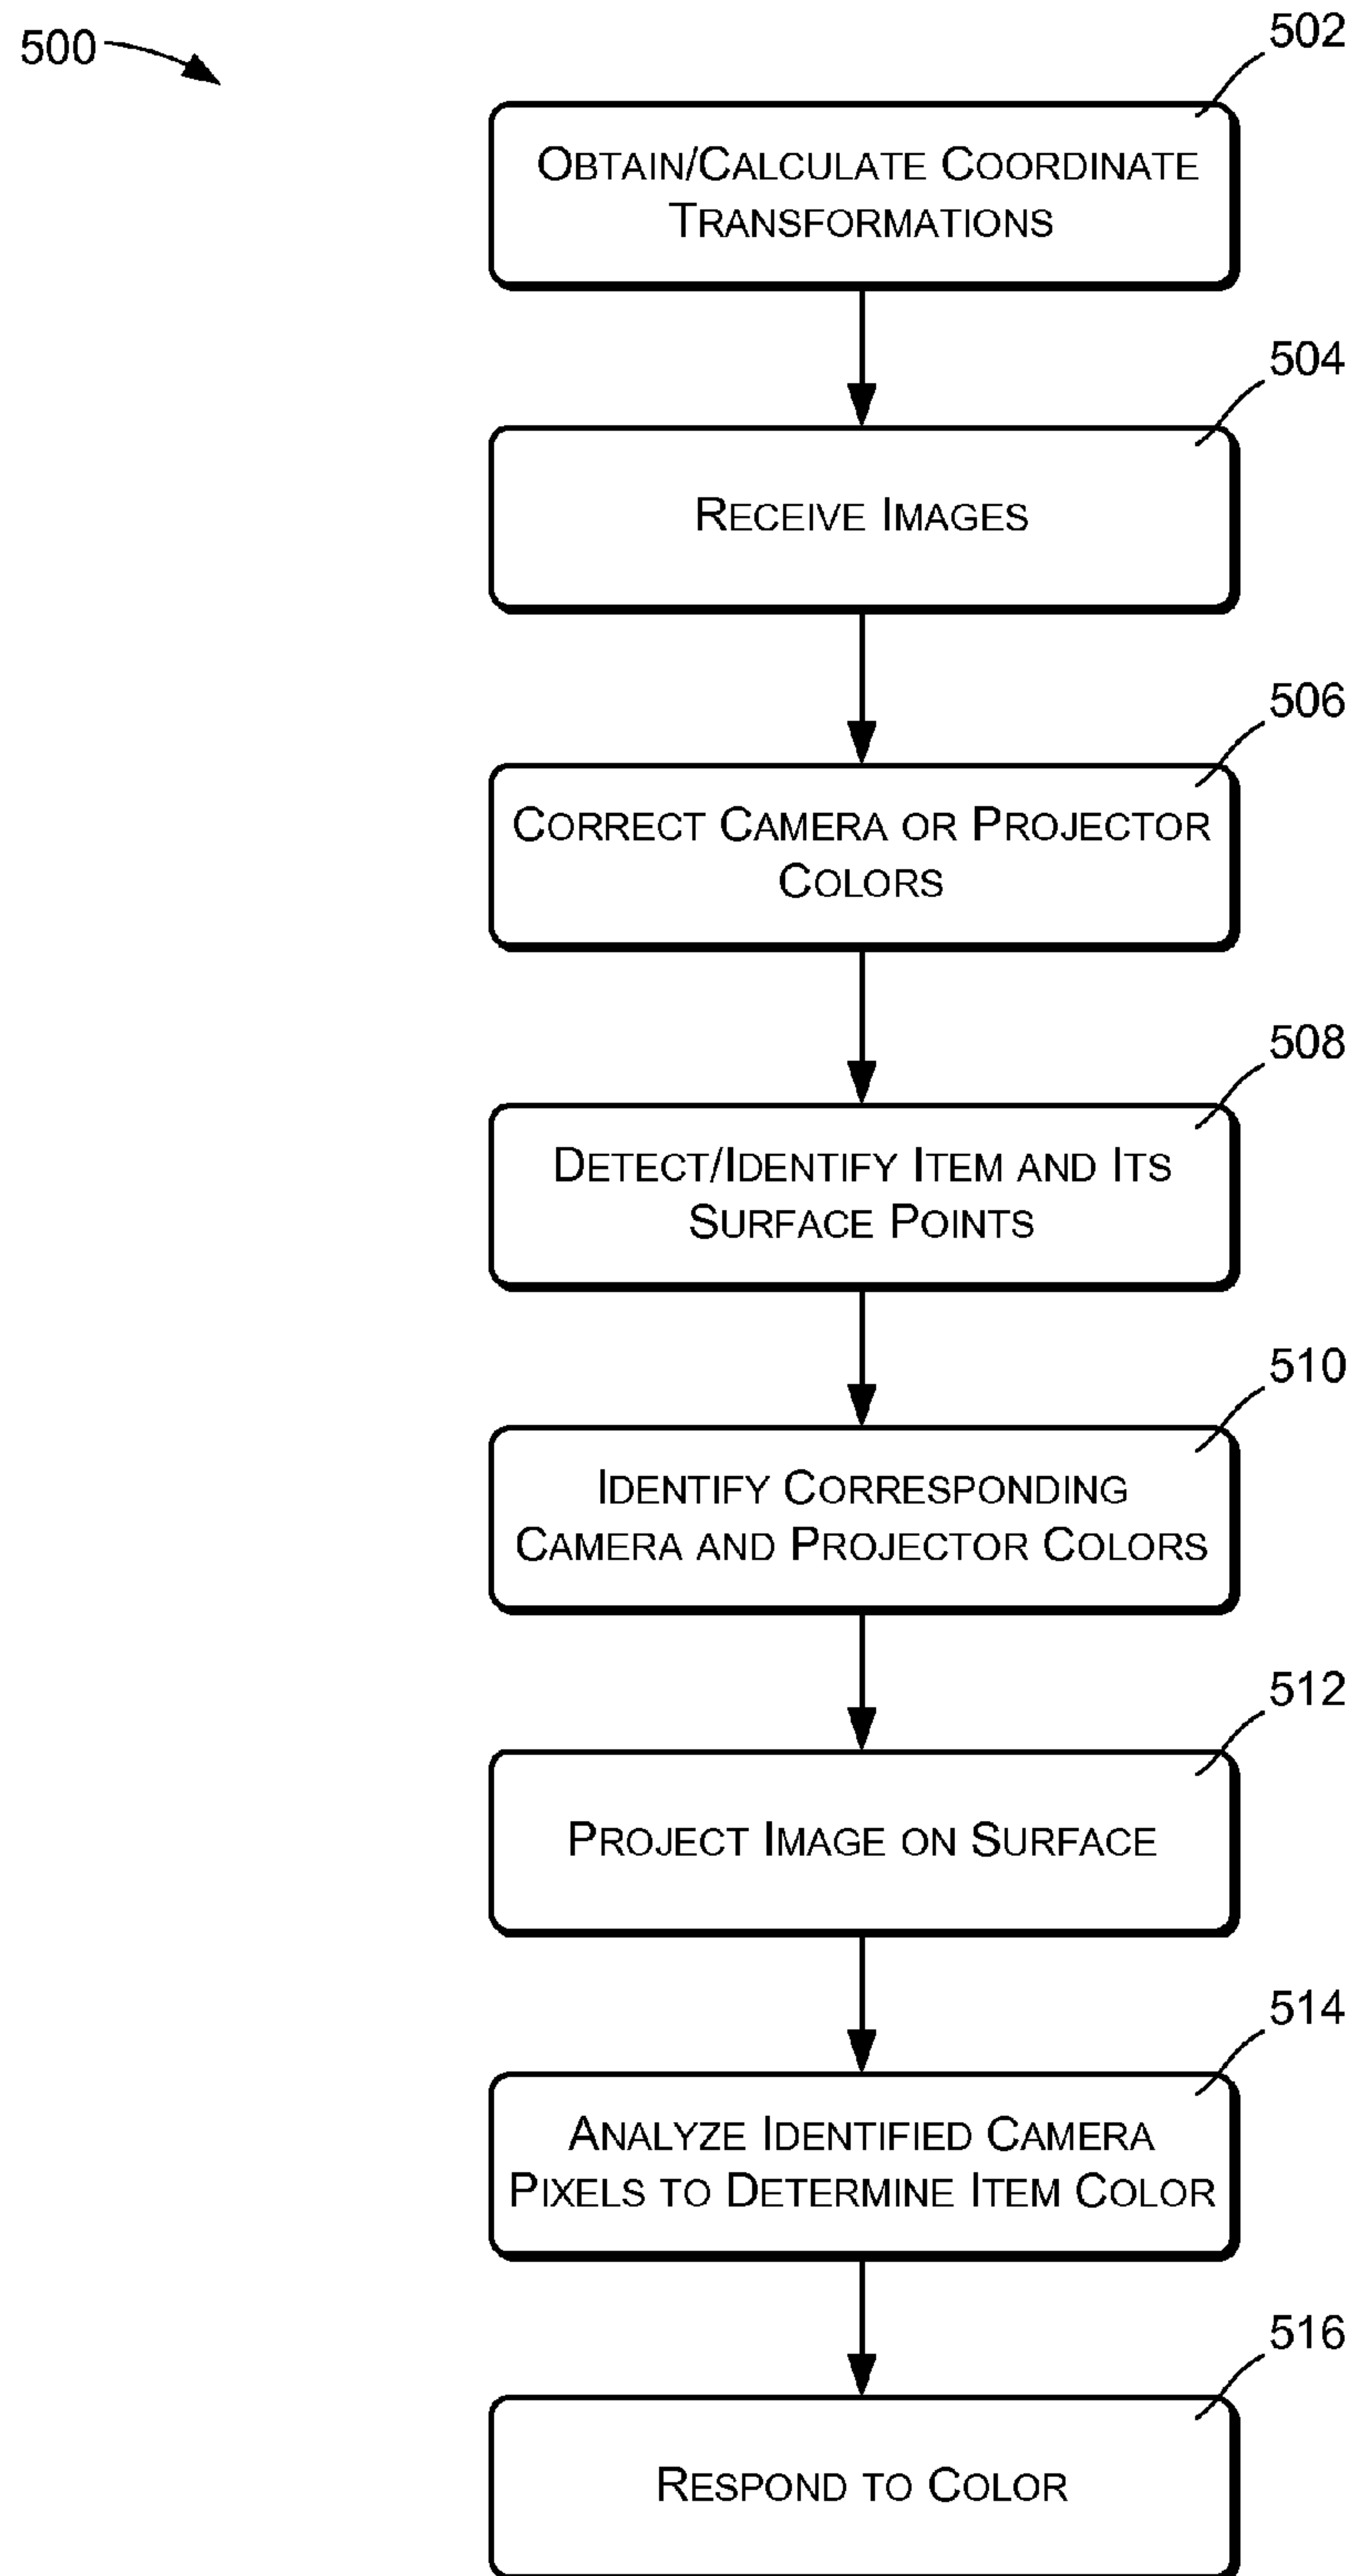 500
502
OBTAIN/CALCULATE COORDINATE
TRANSFORMATIONS
504
RECEIVE IMAGES
506
CORRECT CAMERA OR PROJECTOR
COLORS
508
DETECT/IDENTIFY ITEM AND ITS
SURFACE POINTS
510
IDENTIFY CORRESPONDING
CAMERA AND PROJECTOR COLORS
512
PROJECT IMAGE ON SURFACE
514
ANALYZE IDENTIFIED CAMERA
PIXELS TO DETERMINE ITEM COLOR
516
RESPOND TO COLOR